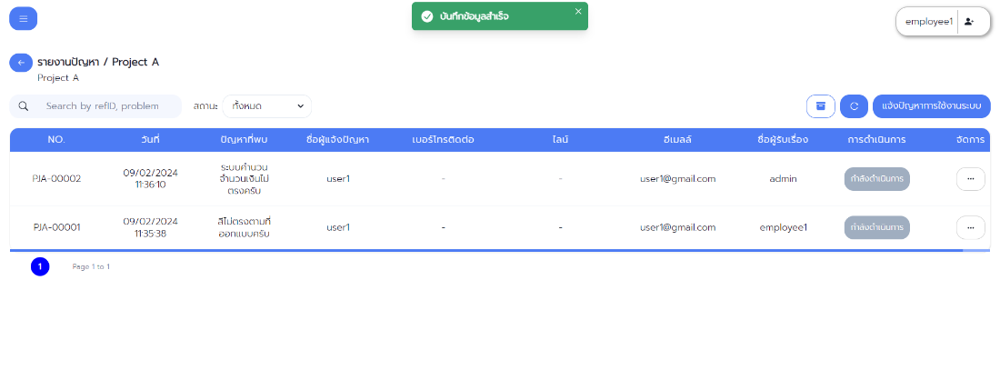 บันทึกข้อมูลสำเร็จ
employee1
รายงานปัญหา / Project A
Project A
Search by refID, problem
สถานะ
ทั้งหมด
แจ้งปัญหาการใช้งานระบบ
NO. วันที่ ปัญหาที่พบ ชื่อผู้แจ้งปัญหา เบอร์โทรติดต่อ ไลน์ อีเมลล์ ชื่อผู้รับเรื่อง การดำเนินการ จัดการ
PJA-00002
09/02/2024
11:36:10
ระบบคำนวน
จำนวนเงินไม่
ตรงครับ
user1
-
-
user1@gmail.com
admin
กำลังดำเนินการ
PJA-00001
09/02/2024
11:35:38
สีไม่ตรงตามที่
ออกแบบครับ
user1
-
-
user1@gmail.com
employee1
กำลังดำเนินการ
1
Page 1 to 1